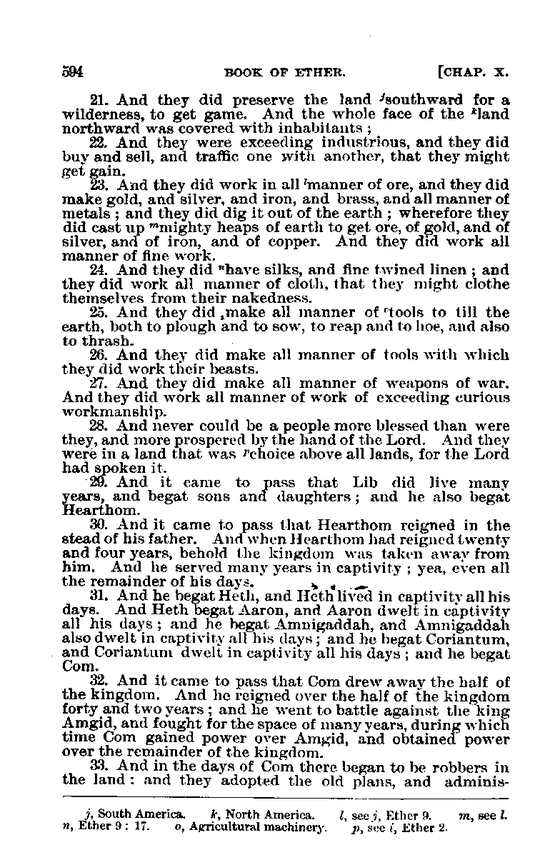 594 BOOK OF ETHER. [CHAP. X.
21. And they did preserve the land ʲsouthward for a
wilderness, to get game. And the whole face of the ᵏland
northward was covered with inhabitants ;
22. And they were exceeding industrious, and they did
buy and sell, and traffic one with another, that they might
get gain.
23. And they did work in all ˡmanner of ore, and they did
make gold, and silver, and iron, and brass, and all manner of
metals ; and they did dig it out of the earth ; wherefore they
did cast up ᵐmighty heaps of earth to get ore, of gold, and of
silver, and of iron, and of copper. And they did work all
manner of fine work.
24. And they did ⁿhave silks, and fine twined linen ; and
they did work all manner of cloth, that they might clothe
themselves from their nakedness.
25. And they did make all manner of ᵒtools to till the
earth, both to plough and to sow, to reap and to hoe, and also
to thrash.
26. And they did make all manner of tools with which
they did work their beasts.
27. And they did make all manner of weapons of war.
And they did work all manner of work of exceeding curious
workmanship.
28. And never could be a people more blessed than were
they, and more prospered by the hand of the Lord. And they
were in a land that was ᵖchoice above all lands, for the Lord
had spoken it.
29. And it came to pass that Lib did live many
years, and begat sons and daughters ; and he also begat
Hearthom.
30. And it came to pass that Hearthom reigned in the
stead of his father. And when Hearthom had reigned twenty
and four years, behold the kingdom was taken away from
him. And he served many years in captivity ; yea, even all
the remainder of his days.
31. And he begat Heth, and Heth lived in captivity all his
days. And Heth begat Aaron, and Aaron dwelt in captivity
all his days ; and he begat Amnigaddah, and Amnigaddah
also dwelt in captivity all his days ; and he begat Coriantum,
and Coriantum dwelt in captivity all his days ; and he begat
Com.
32. And it came to pass that Com drew away the half of
the kingdom. And he reigned over the half of the kingdom
forty and two years ; and he went to battle against the king
Amgid, and fought for the space of many years, during which
time Com gained power over Amgid, and obtained power
over the remainder of the kingdom.
33. And in the days of Com there began to be robbers in
the land : and they adopted the old plans, and adminis-
j, South America. k, North America. l, see j, Ether 9. m, see l.
n, Ether 9 : 17. o, Agricultural machinery. p, see l, Ether 2.